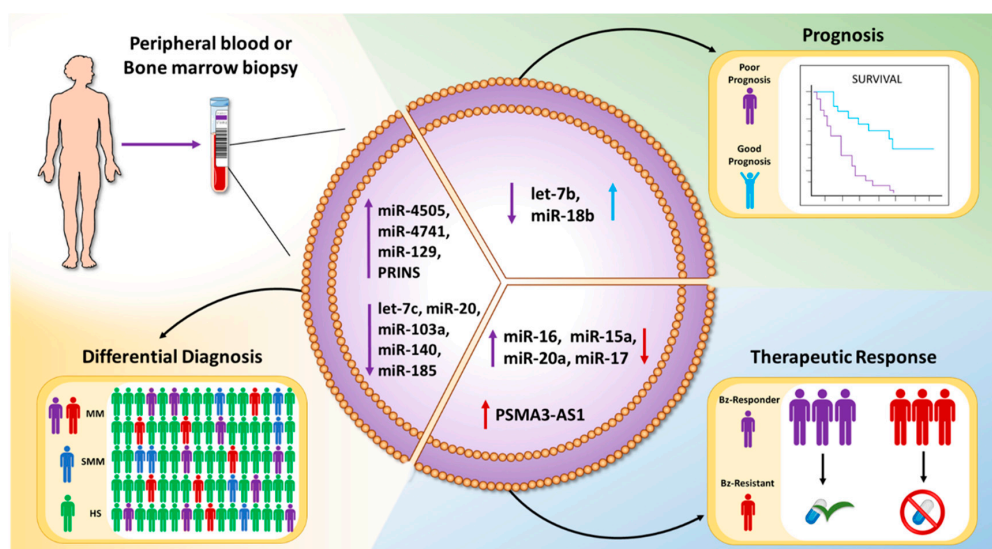 Peripheral blood or
Bone marrow biopsy
Prognosis
Poor
Prognosis
Good
Prognosis
SURVIVAL
let-7b,
miR-18b
miR-4505,
miR-4741,
miR-129,
PRINS
let-7c, miR-20,
miR-103a,
miR-140,
miR-185
miR-16, miR-15a,
miR-20a, miR-17
PSMA3-AS1
Differential Diagnosis
MM
SMM
HS
Therapeutic Response
Bz-Responder
Bz-Resistant